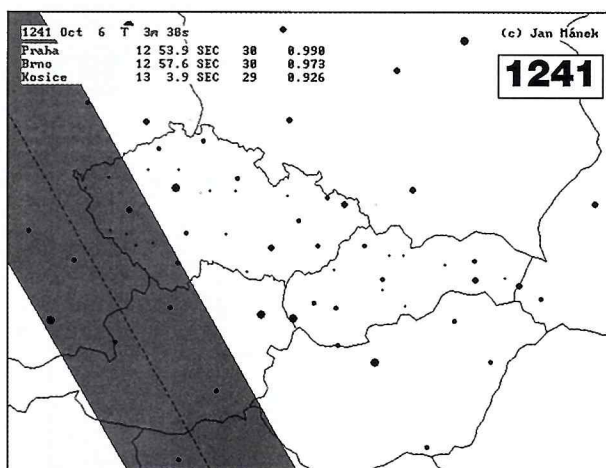 1241 Oct 6 T 3m 38s
(c) Jan Mánek
Praha 12 53.9 SEC 30 0.990
Brno 12 57.6 SEC 30 0.973
Kosice 13 3.9 SEC 29 0.926
1241